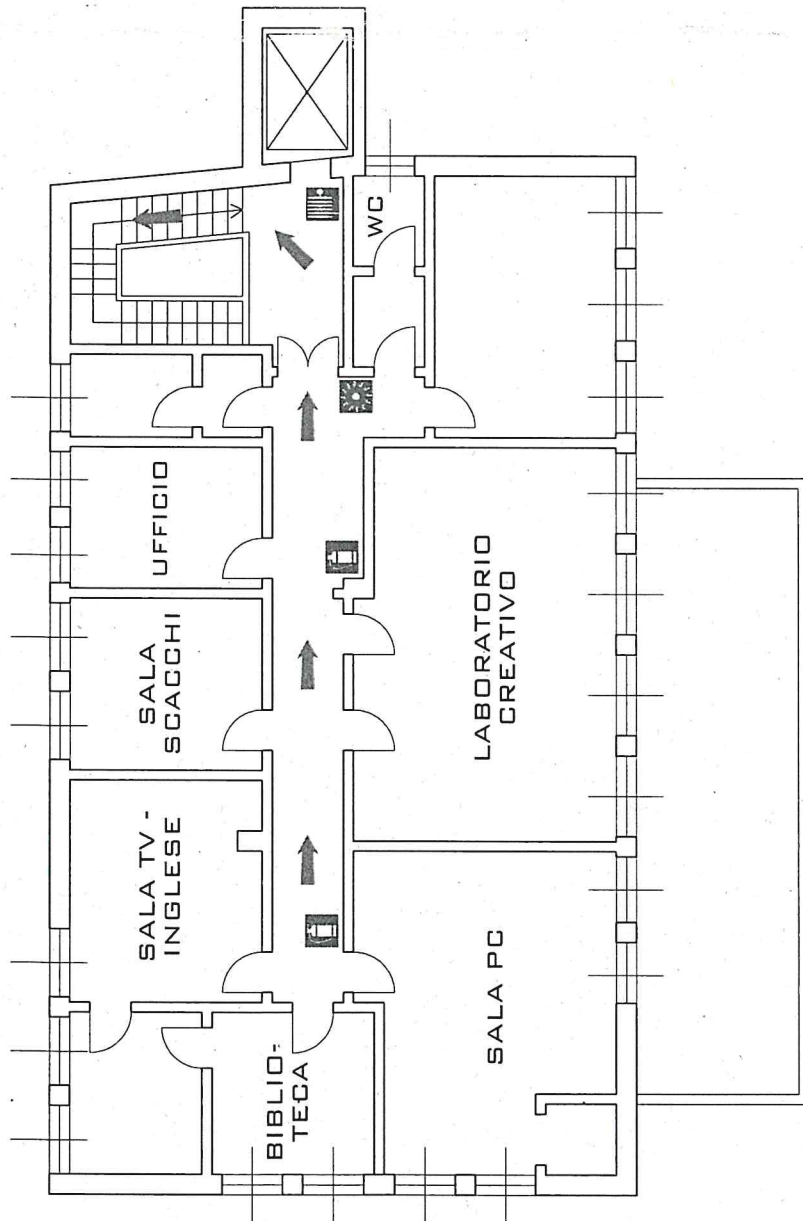 WC
UFFICIO
SALA
SCACCHI
LABORATORIO
CREATIVO
SALA TV -
INGLESE
SALA PC
BIBLIO-
TECA